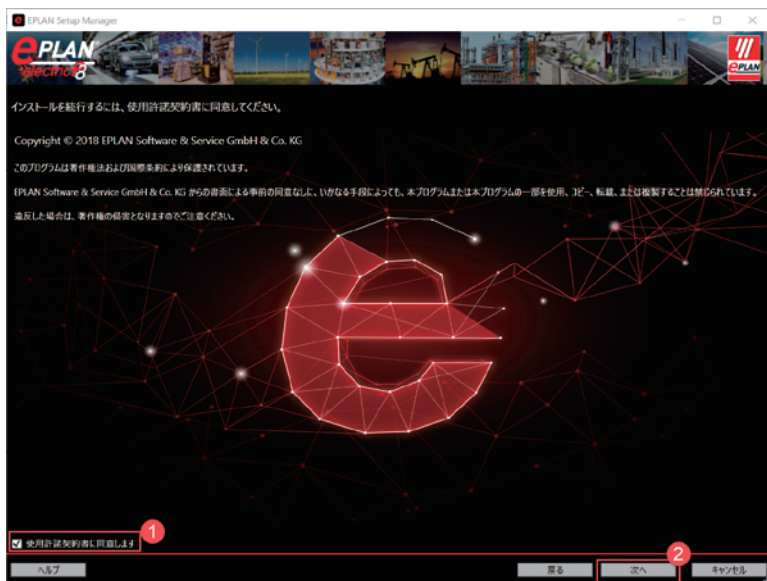 EPLAN Setup Manager
ePLAN
electric P8
EPLAN
インストールを続行するには、使用許諾契約書に同意してください。
Copyright © 2018 EPLAN Software & Service GmbH & Co. KG
このプログラムは著作権法および国際条約により保護されています。
EPLAN Software & Service GmbH & Co. KG からの書面による事前の同意なしに、いかなる手段によっても、本プログラムまたは本プログラムの一部を使用、コピー、転載、または複製することは禁じられています。
違反した場合は、著作権の侵害となりますのでご注意ください。
1
使用許諾契約書に同意します
2
ヘルプ
戻る
次へ
キャンセル